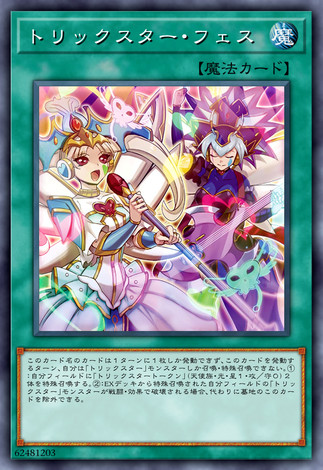 トリックスター・フェス
魔
【魔法カード】
このカード名のカードは1ターンに1枚しか発動できず、このカードを発動す
るターン、自分は「トリックスター」モンスターしか召喚・特殊召喚できない。①
:自分フィールドに「トリックスタートークン」(天使族・光・星1・攻/守0)2
体を特殊召喚する。②:EXデッキから特殊召喚された自分フィールドの「トリック
スター」モンスターが戦闘・効果で破壊される場合、代わりに墓地のこのカー
ドを除外できる。
62481203